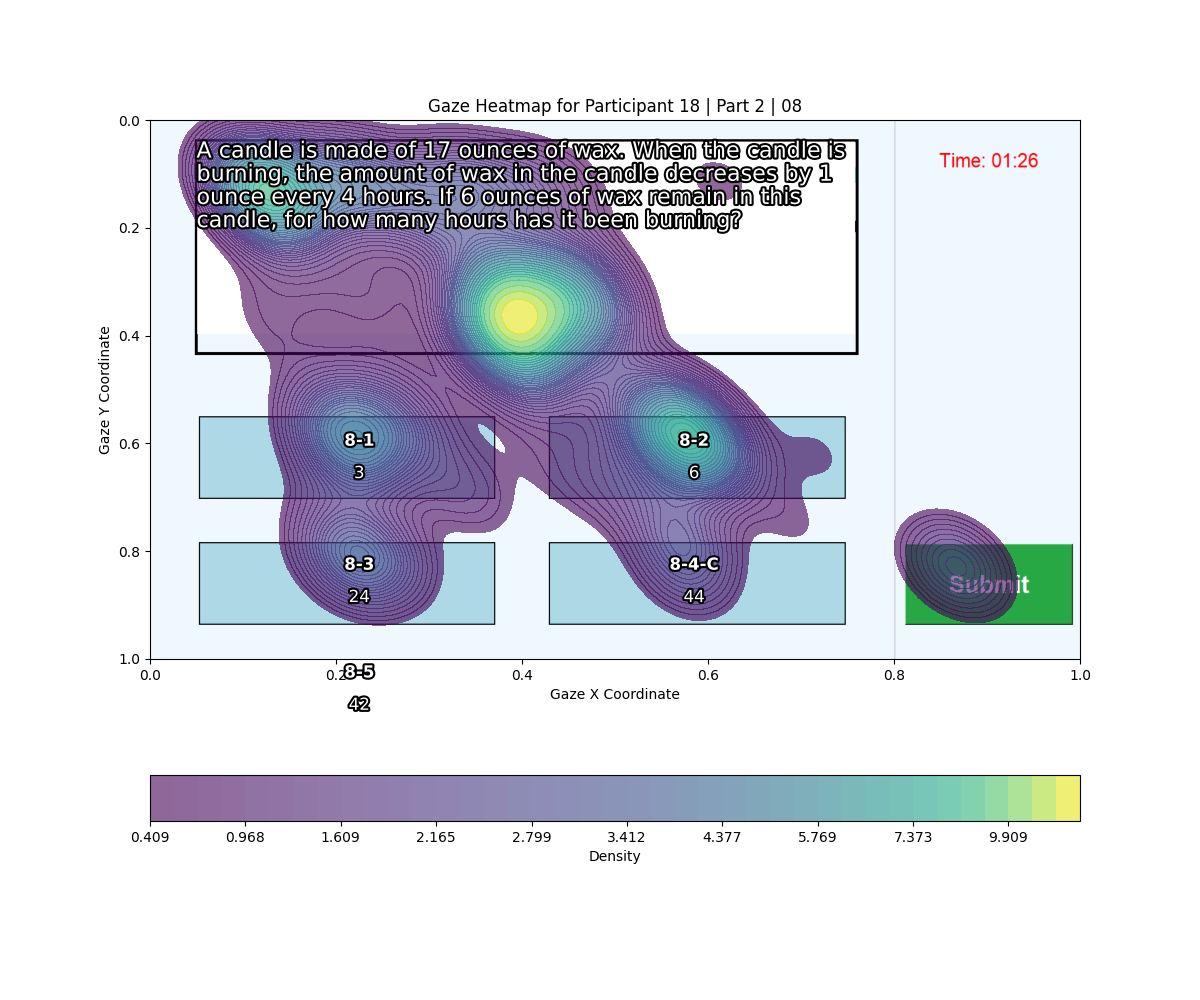 Gaze Heatmap for Participant 18 | Part 2 | 08
0.0
0.2
0.4
0.6
0.8
1.0
Gaze Y Coordinate
A candle is made of 17 ounces of wax. When the candle is
burning, the amount of wax in the candle decreases by 1
ounce every 4 hours. If 6 ounces of wax remain in this
candle, for how many hours has it been burning?
Time: 01:26
8-1
3
8-2
6
8-3
24
8-4-C
44
Submit
0.0
0.2
0.4
0.6
0.8
1.0
8-5
42
Gaze X Coordinate
0.409
0.968
1.609
2.165
2.799
3.412
4.377
5.769
7.373
9.909
Density